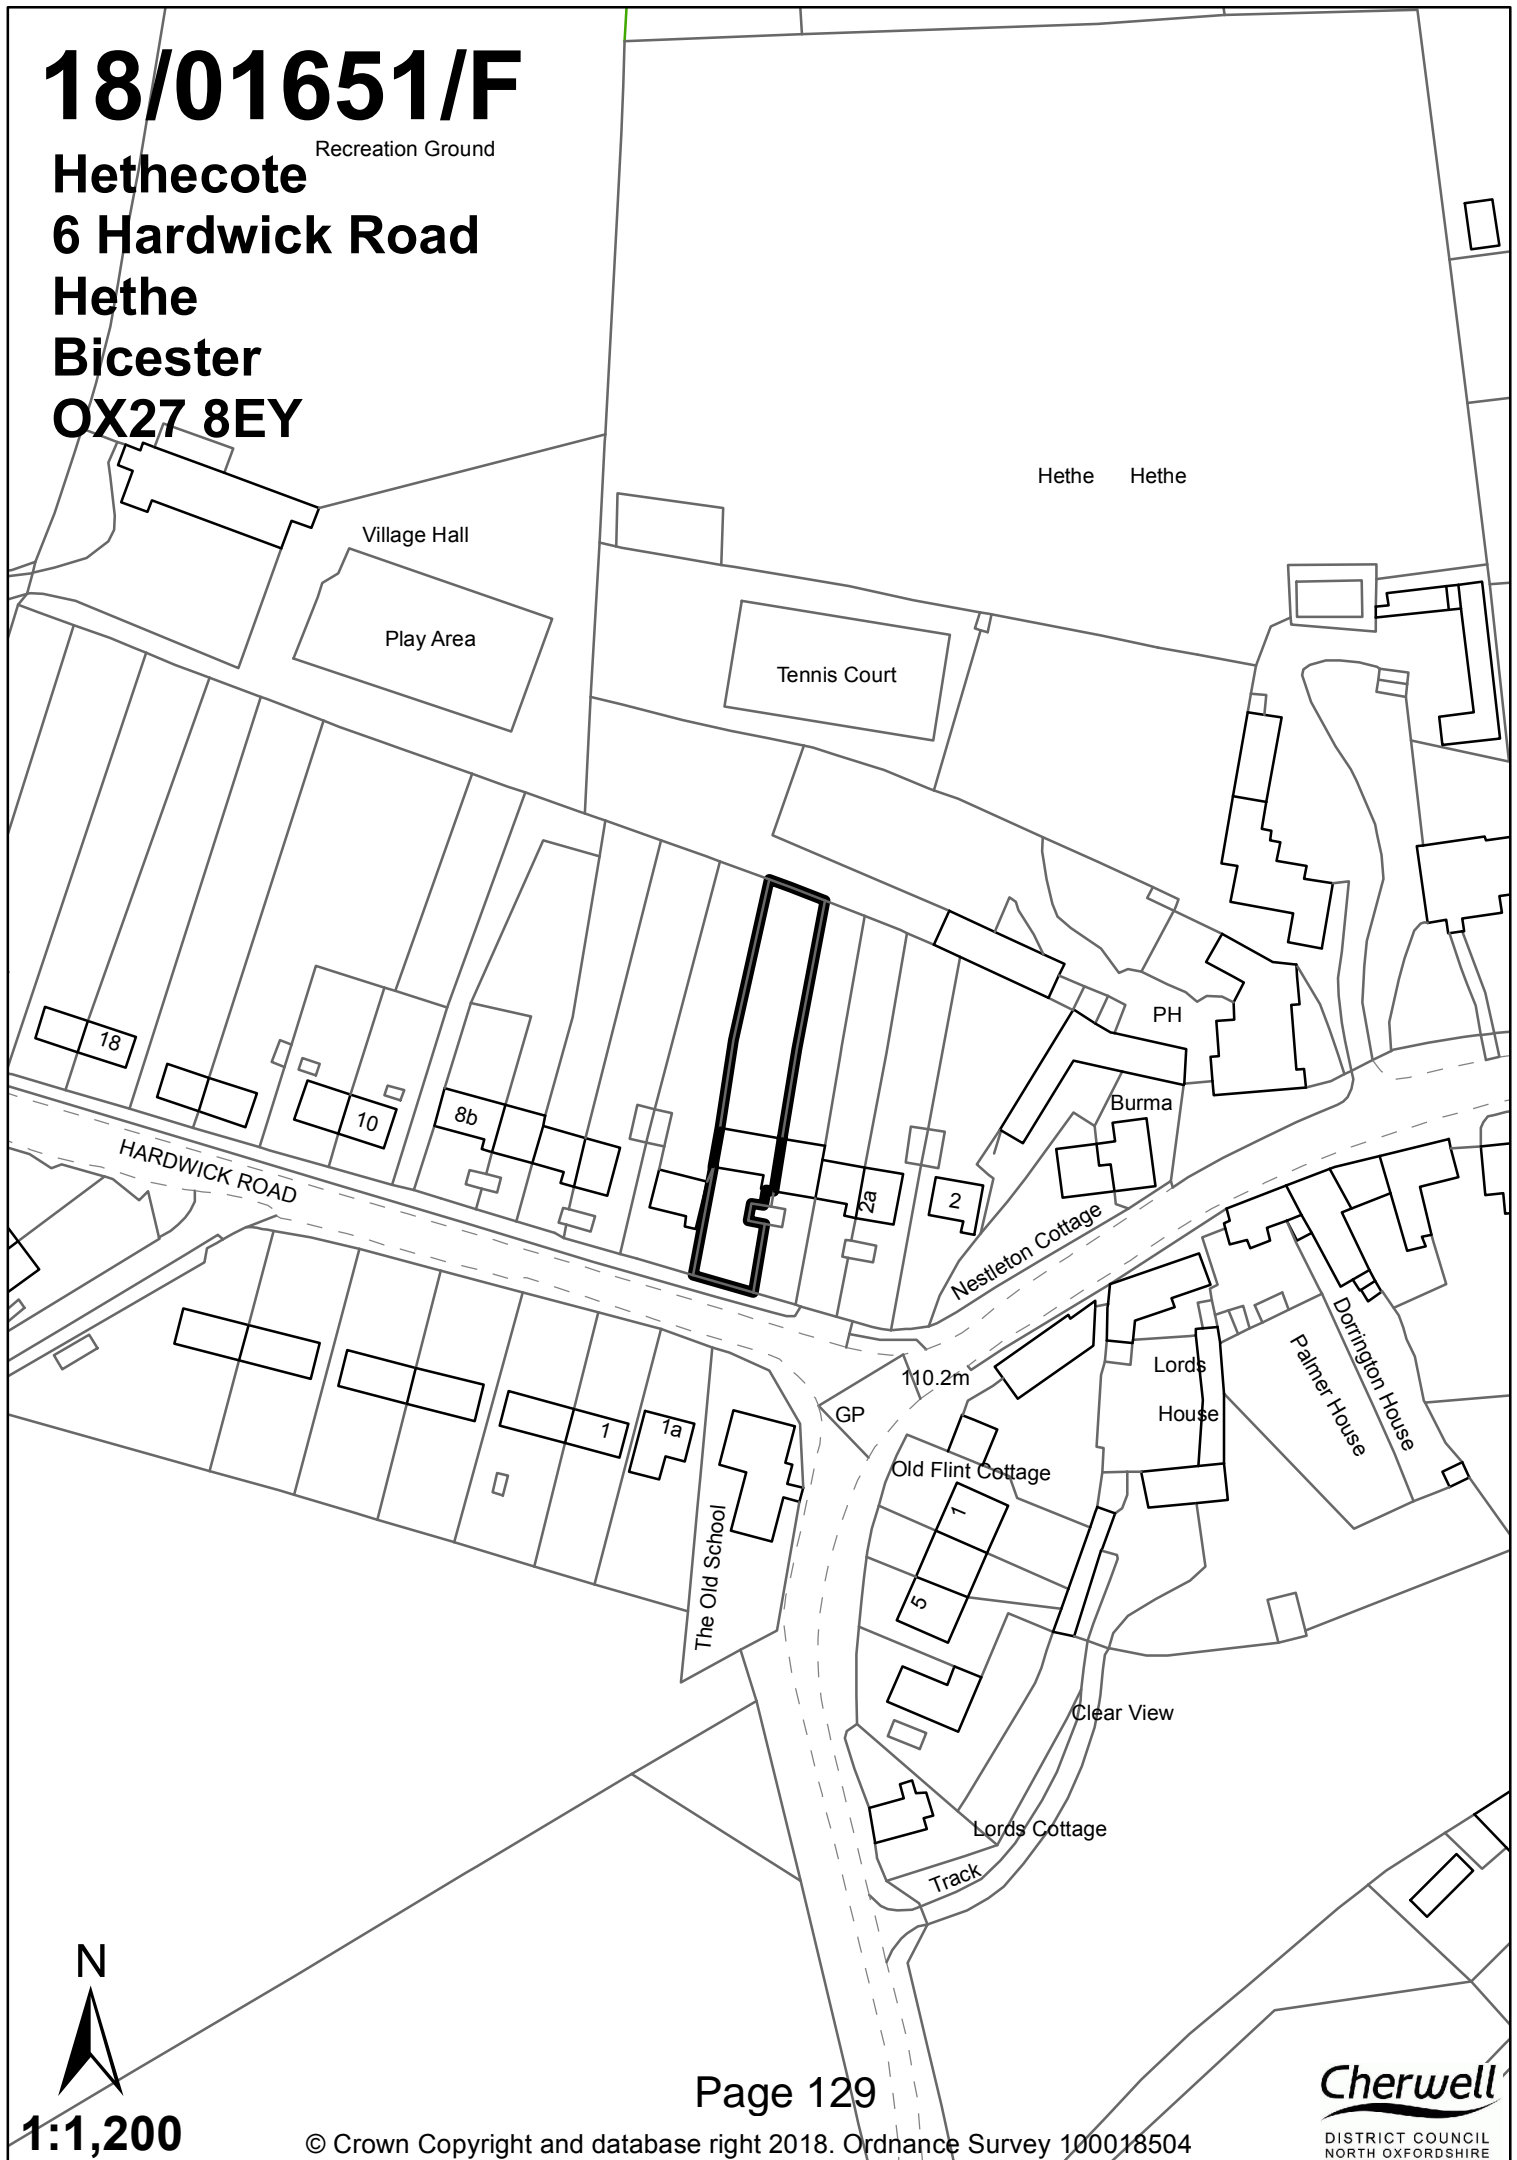 18/01651/F
Recreation Ground
Hethecote
6 Hardwick Road
Hethe
Bicester
OX27 8EY
Hethe Hethe
Village Hall
Play Area
Tennis Court
PH
18
10
8b
Burma
HARDWICK ROAD
2a
2
Nestleton Cottage
110.2m
Lords
House
Palmer House
Dorrington House
GP
1
1a
Old Flint Cottage
1
5
The Old School
Clear View
Lords Cottage
Track
N
1:1,200
Page 129
© Crown Copyright and database right 2018. Ordnance Survey 100018504
Cherwell
DISTRICT COUNCIL
NORTH OXFORDSHIRE